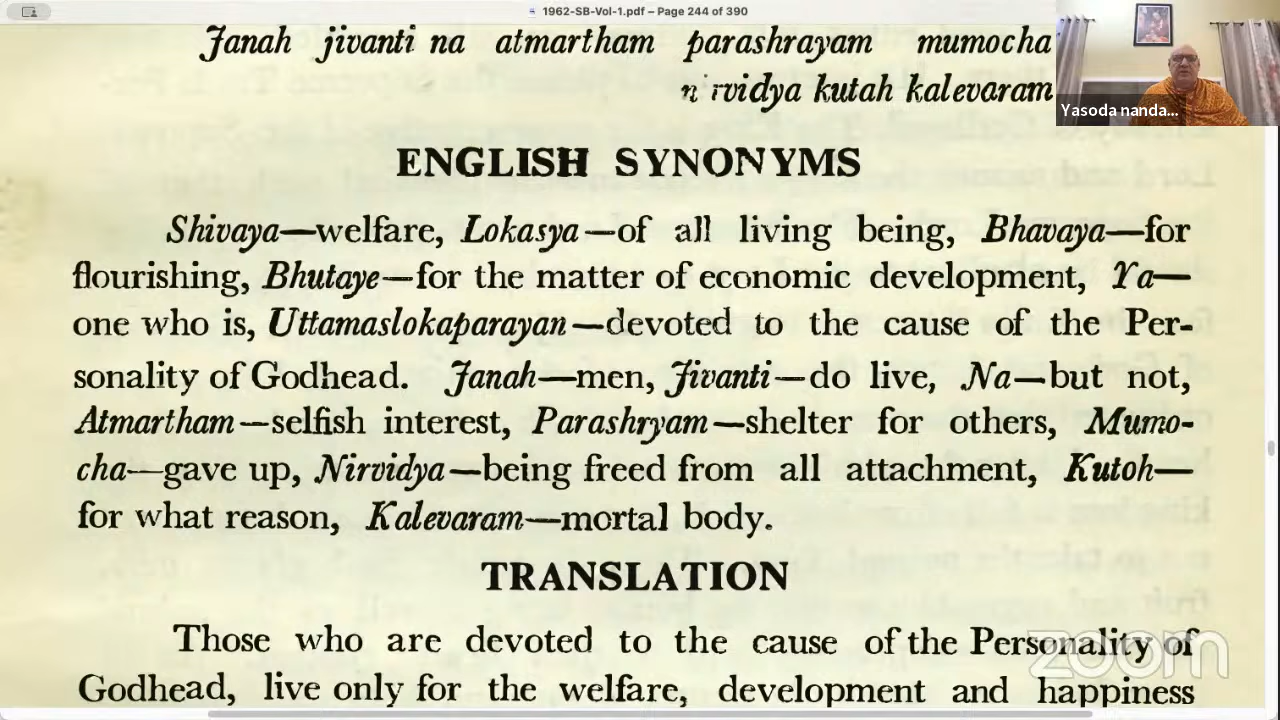 1962-SB-Vol-1.pdf – Page 244 of 390
Janah jivanti na atmartham parashrayam mumocha
nirvidya kutah kalevaram
Yasoda nanda...
ENGLISH SYNONYMS
Shivaya—welfare, Lokasya—of all living being, Bhavaya—for
flourishing, Bhutaye—for the matter of economic development, Ya—
one who is, Uttamaslokaparayan—devoted to the cause of the Per-
sonality of Godhead. Janah—men, Jivanti—do live, Na—but not,
Atmartham—selfish interest, Parashryam—shelter for others, Mumo-
cha—gave up, Nirvidya—being freed from all attachment, Kutoh—
for what reason, Kalevaram—mortal body.
TRANSLATION
Those who are devoted to the cause of the Personality of
Godhead, live only for the welfare, development and happiness
zoom